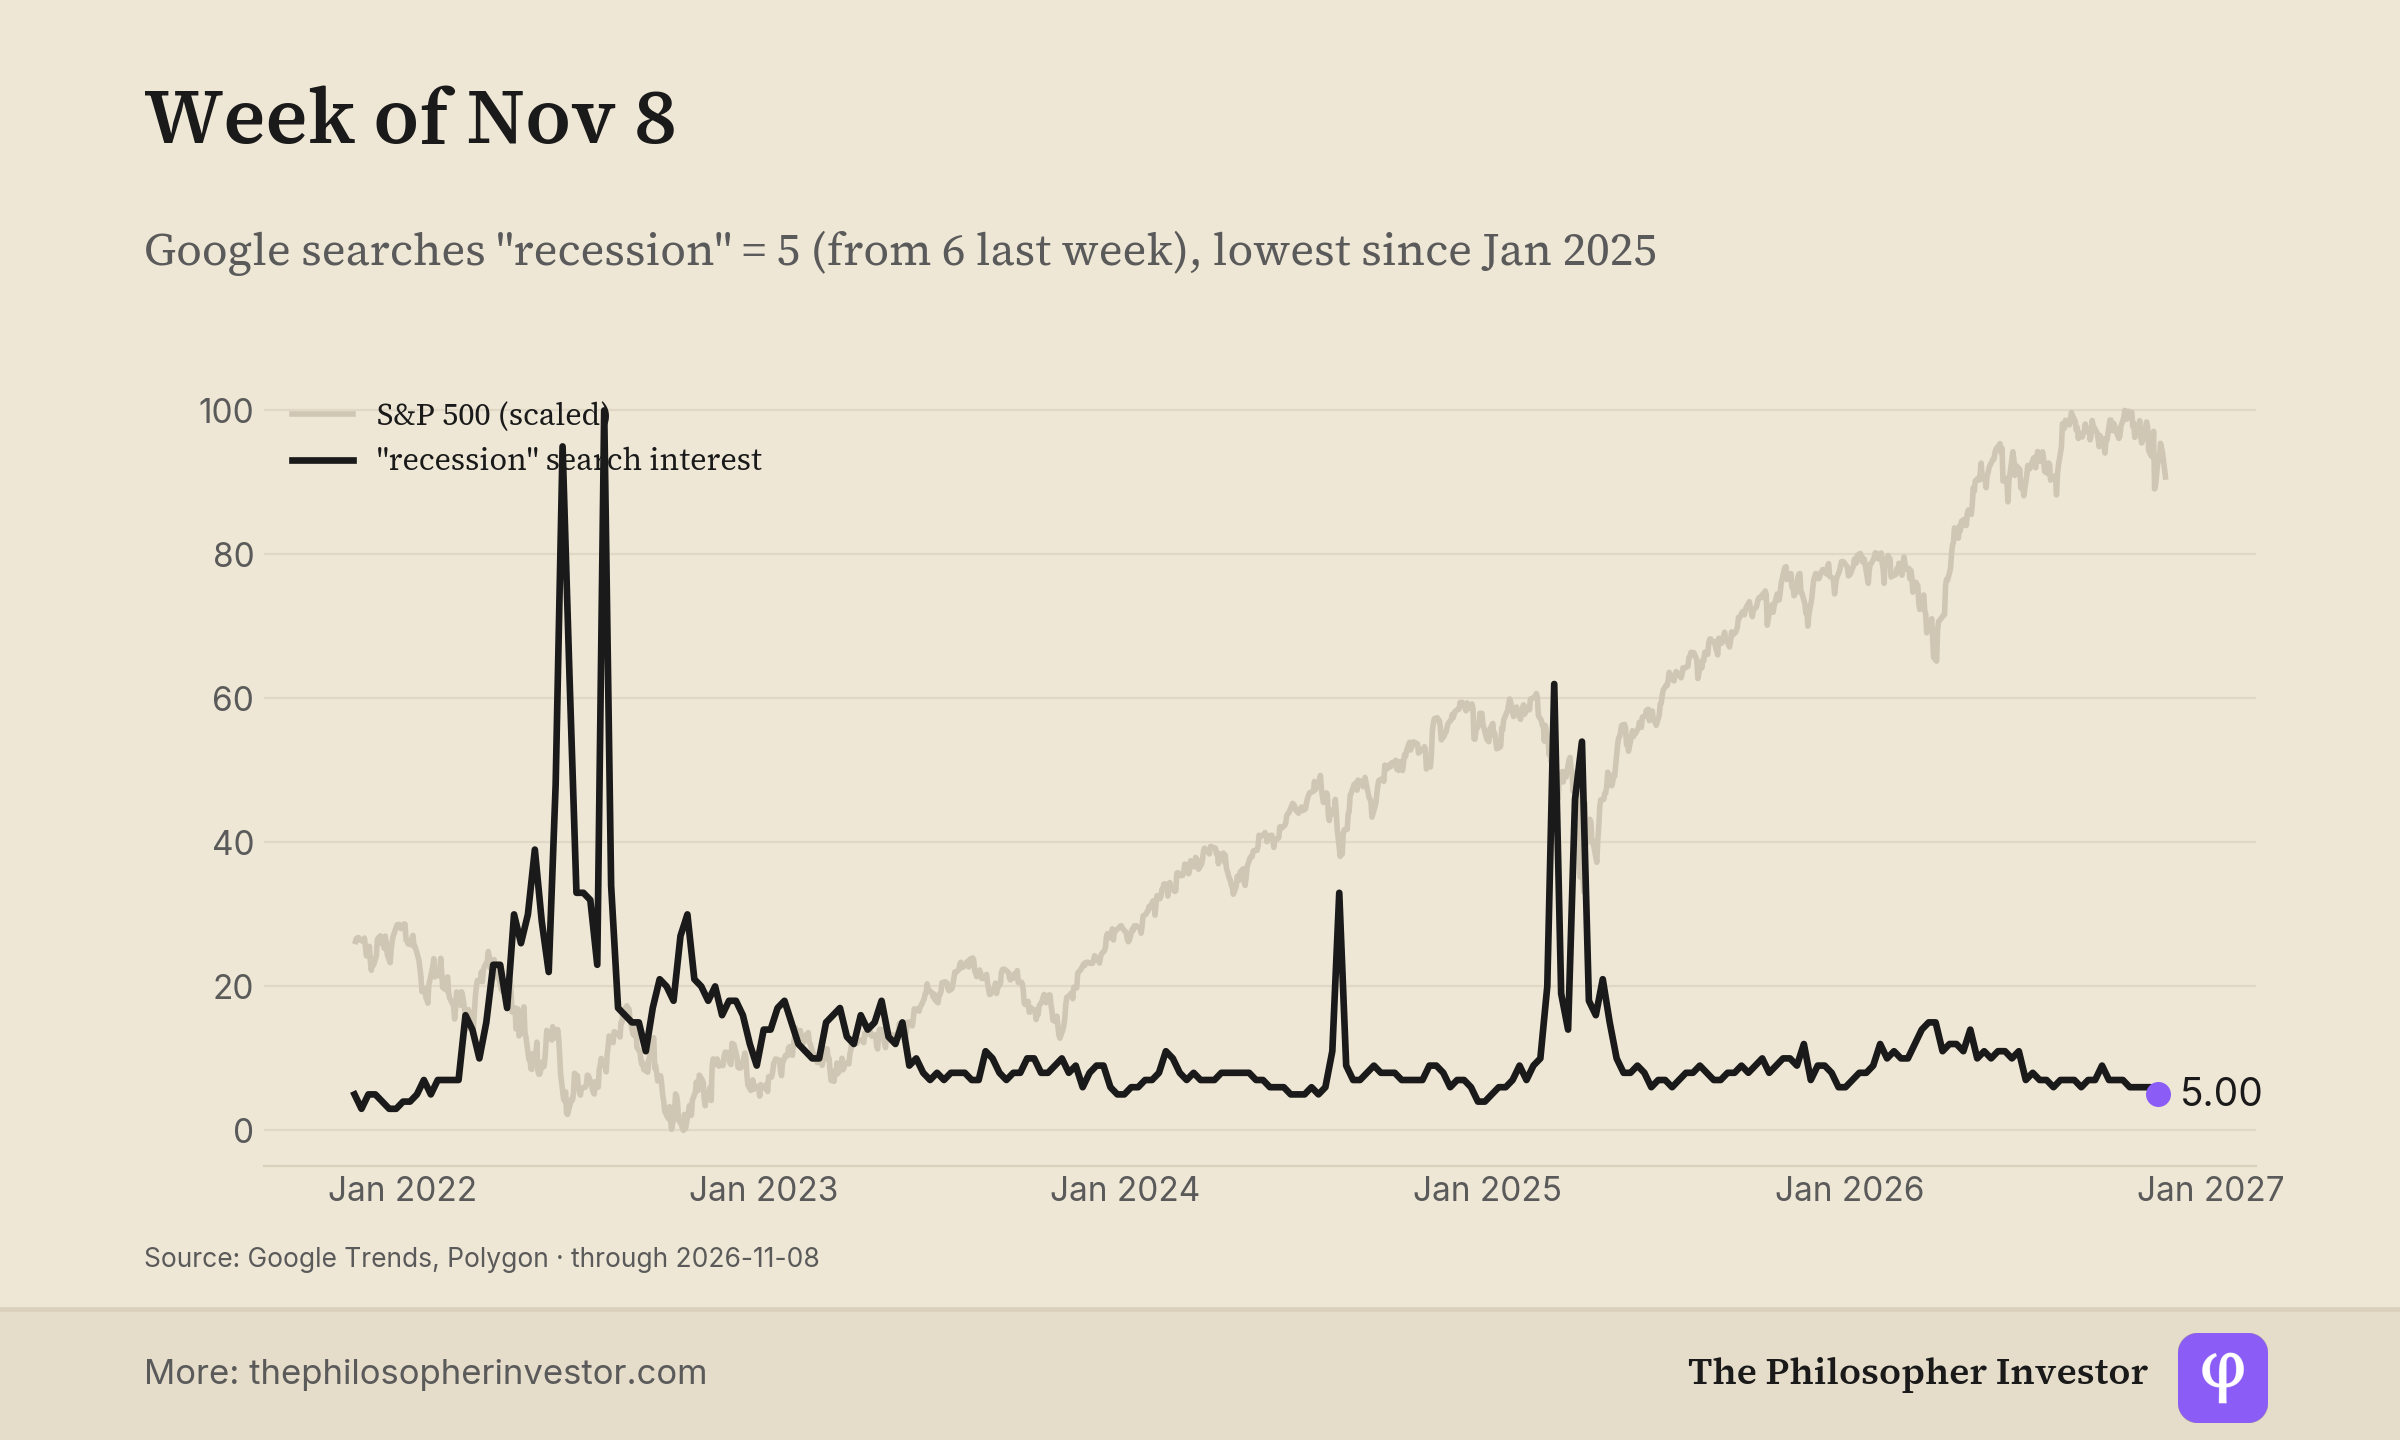 Week of Nov 8
Google searches "recession" = 5 (from 6 last week), lowest since Jan 2025
100
S&P 500 (scaled)
"recession" search interest
80
60
40
20
0
5.00
Jan 2022
Jan 2023
Jan 2024
Jan 2025
Jan 2026
Jan 2027
Source: Google Trends, Polygon · through 2026-11-08
More: thephilosopherinvestor.com
The Philosopher Investor
φ